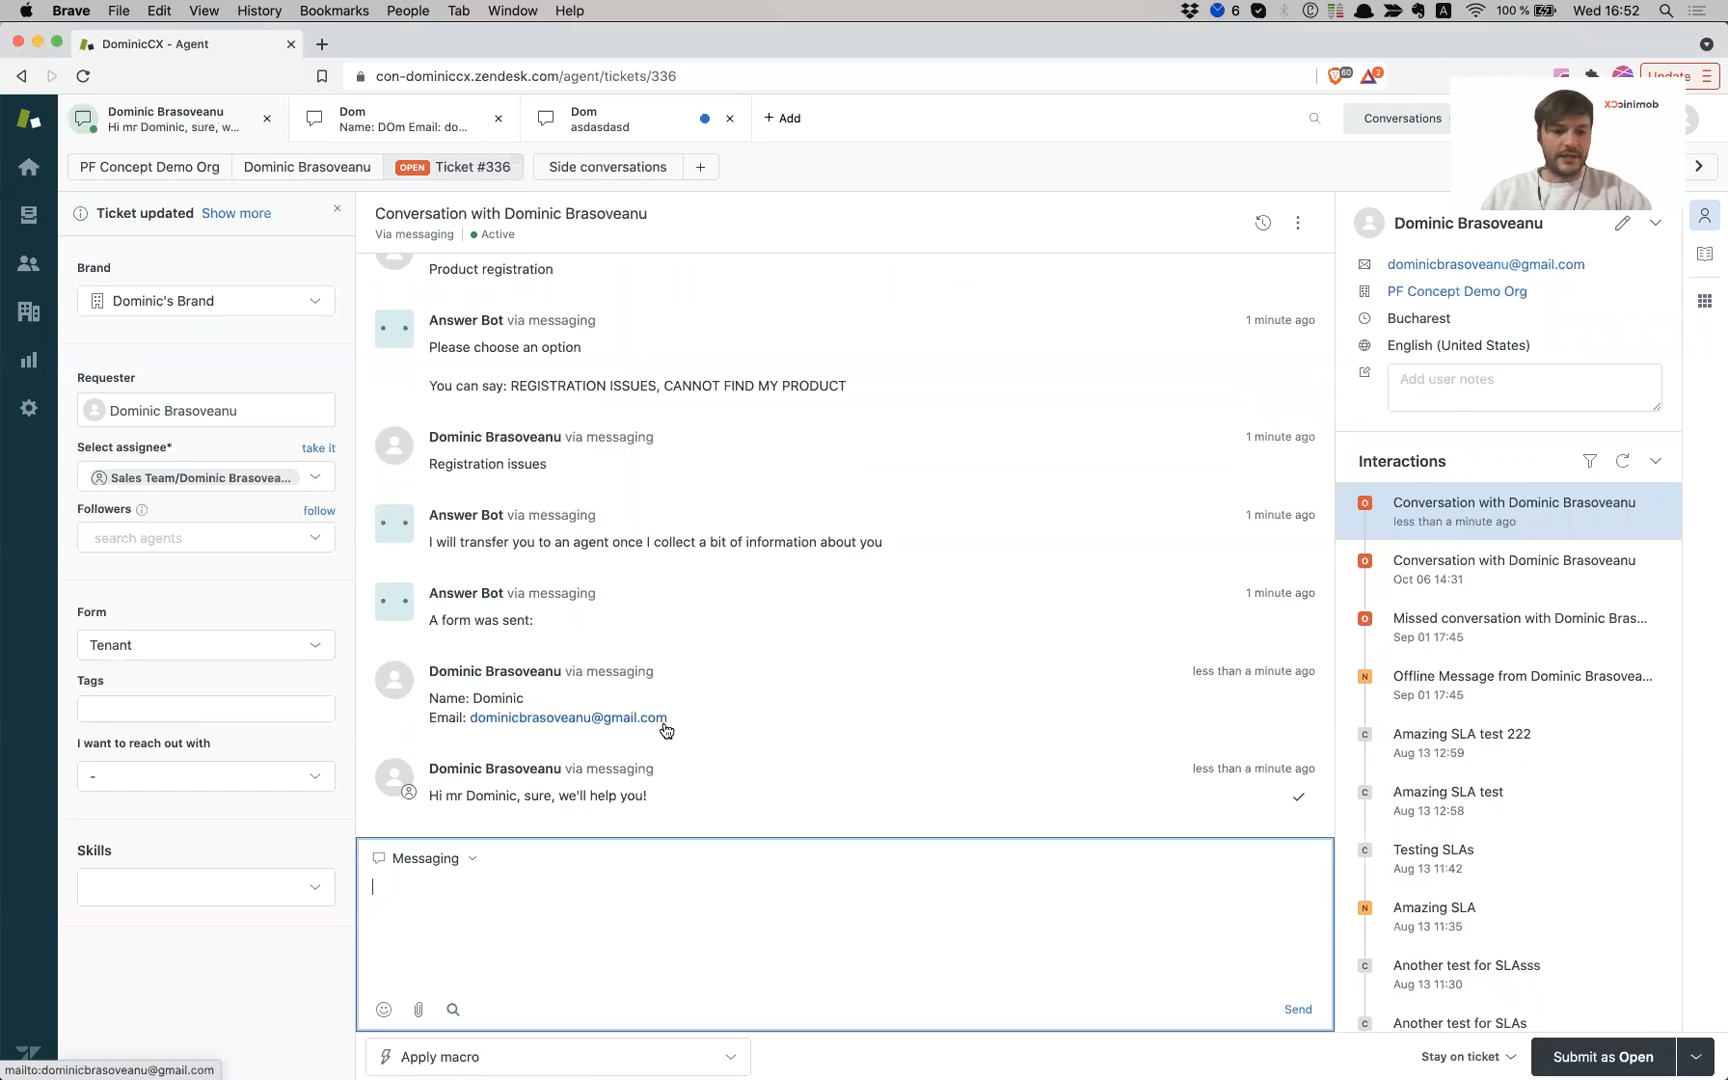 Brave File Edit View History Bookmarks People Tab Window Help
6 A 100 % Wed 16:52
DominicCX - Agent
con-dominiccx.zendesk.com/agent/tickets/336
60 2 Update
Dominic Brasoveanu
Hi mr Dominic, sure, w...
Dom
Name: DOm Email: do...
Dom
asdasdasd
+ Add
Conversations
dominicCX
PF Concept Demo Org
Dominic Brasoveanu
OPEN Ticket #336
Side conversations
+
Ticket updated Show more
Brand
Dominic's Brand
Requester
Dominic Brasoveanu
Select assignee* take it
Sales Team/Dominic Brasovea...
Followers follow
search agents
Form
Tenant
Tags
I want to reach out with
-
Skills
Conversation with Dominic Brasoveanu
Via messaging Active
Product registration
Answer Bot via messaging 1 minute ago
Please choose an option
You can say: REGISTRATION ISSUES, CANNOT FIND MY PRODUCT
Dominic Brasoveanu via messaging 1 minute ago
Registration issues
Answer Bot via messaging 1 minute ago
I will transfer you to an agent once I collect a bit of information about you
Answer Bot via messaging 1 minute ago
A form was sent:
Dominic Brasoveanu via messaging less than a minute ago
Name: Dominic
Email: dominicbrasoveanu@gmail.com
Dominic Brasoveanu via messaging less than a minute ago
Hi mr Dominic, sure, we'll help you!
Messaging
Send
Apply macro
Stay on ticket
Submit as Open
Dominic Brasoveanu
dominicbrasoveanu@gmail.com
PF Concept Demo Org
Bucharest
English (United States)
Add user notes
Interactions
O Conversation with Dominic Brasoveanu
less than a minute ago
O Conversation with Dominic Brasoveanu
Oct 06 14:31
O Missed conversation with Dominic Bras...
Sep 01 17:45
N Offline Message from Dominic Brasovea...
Sep 01 17:45
C Amazing SLA test 222
Aug 13 12:59
C Amazing SLA test
Aug 13 12:58
C Testing SLAs
Aug 13 11:42
N Amazing SLA
Aug 13 11:35
C Another test for SLAsss
Aug 13 11:30
C Another test for SLAs
mailto:dominicbrasoveanu@gmail.com